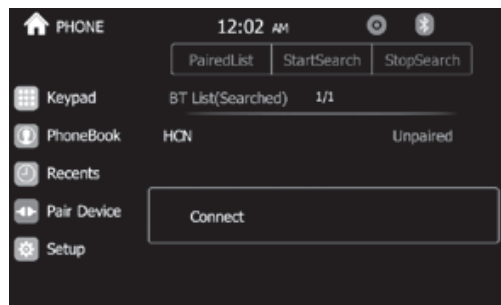 PHONE 12:02 AM
PairedList StartSearch StopSearch
Keypad BT List(Searched) 1/1
PhoneBook HCN Unpaired
Recents
Pair Device Connect
Setup